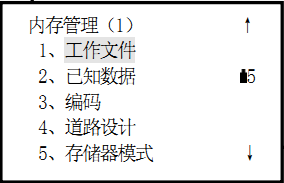 内存管理（1） ↑
1、工作文件
2、已知数据 5
3、编码
4、道路设计
5、存储器模式 ↓